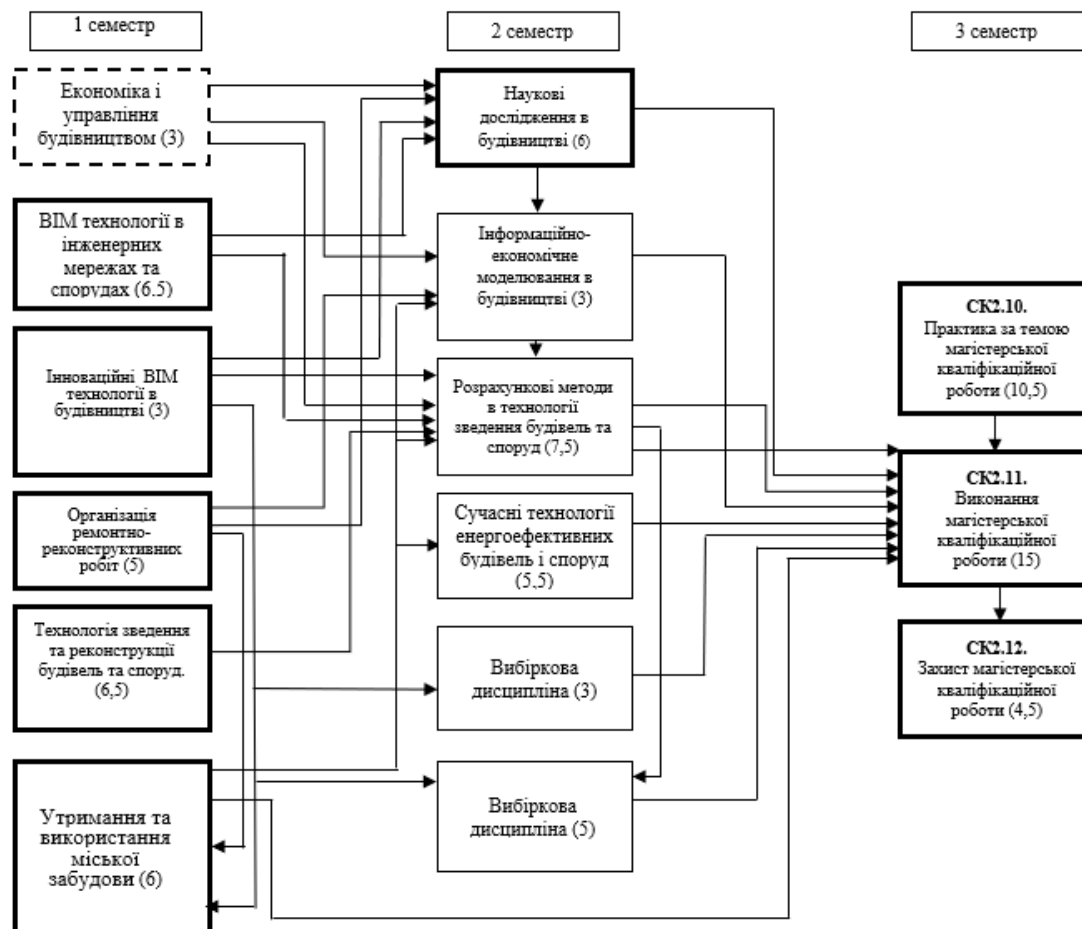 1 семестр
2 семестр
3 семестр
Економіка і
управління
будівництвом (3)
BIM технології в
інженерних
мережах та
спорудах (6.5)
Інноваційні BIM
технології в
будівництві (3)
Організація
ремонтно-
реконструктивних
робіт (5)
Технологія зведення
та реконструкції
будівель та споруд.
(6,5)
Утримання та
використання
міської
забудови (6)
Наукові
дослідження в
будівництві (6)
Інформаційно-
економічне
моделювання в
будівництві (3)
Розрахункові методи
в технології
зведення будівель та
споруд (7,5)
Сучасні технології
енергоефективних
будівель і споруд
(5,5)
Вибіркова
дисципліна (3)
Вибіркова
дисципліна (5)
СК2.10.
Практика за темою
магістерської
кваліфікаційної
роботи (10,5)
СК2.11.
Виконання
магістерської
кваліфікаційної
роботи (15)
СК2.12.
Захист магістерської
кваліфікаційної
роботи (4,5)